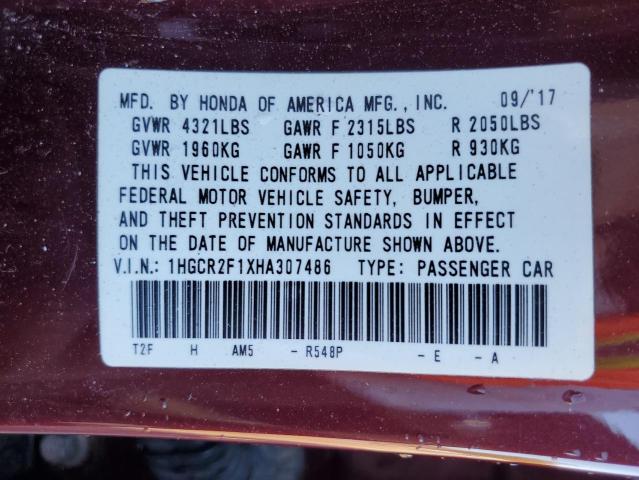 MFD. BY HONDA OF AMERICA MFG., INC. 09/'17
GVWR 4321LBS GAWR F 2315LBS R 2050LBS
GVWR 1960KG GAWR F 1050KG R 930KG
THIS VEHICLE CONFORMS TO ALL APPLICABLE
FEDERAL MOTOR VEHICLE SAFETY, BUMPER,
AND THEFT PREVENTION STANDARDS IN EFFECT
ON THE DATE OF MANUFACTURE SHOWN ABOVE.
V.I.N.: 1HGCR2F1XHA307486 TYPE: PASSENGER CAR
T2F H AM5 - R548P - E - A